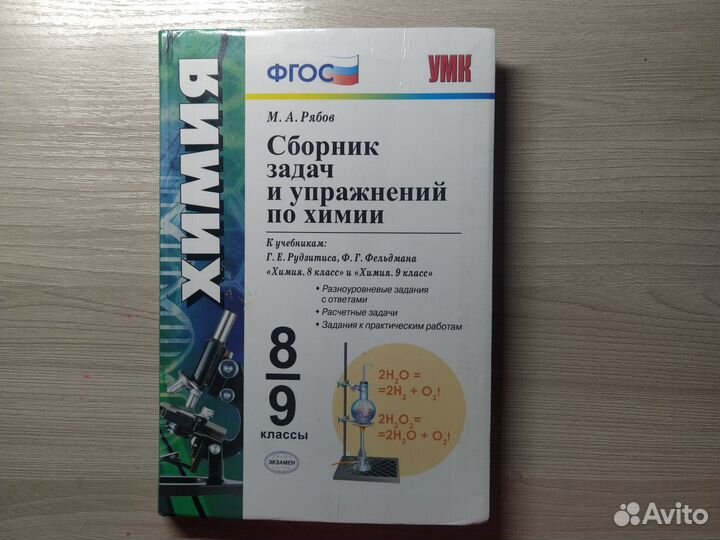 ФГОС
УМК
ХИМИЯ
М. А. Рябов
Сборник
задач
и упражнений
по химии
К учебникам:
Г. Е. Рудзитиса, Ф. Г. Фельдмана
«Химия. 8 класс» и «Химия. 9 класс»
• Разноуровневые задания
с ответами
• Расчетные задачи
• Задания к практическим работам
8
9
классы
2H₂O =
=2H₂ + O₂↑
2H₂O₂=
=2H₂O + O₂↑
ЭКЗАМЕН
Avito